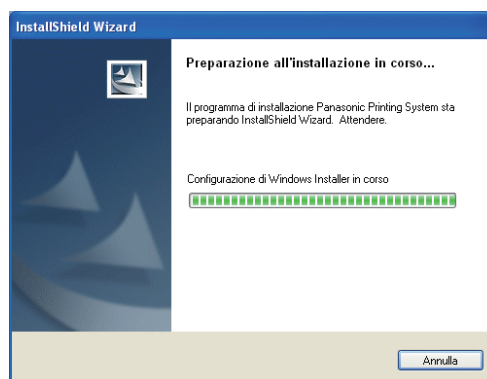 InstallShield Wizard
Preparazione all'installazione in corso...
Il programma di installazione Panasonic Printing System sta
preparando InstallShield Wizard. Attendere.
Configurazione di Windows Installer in corso
Annulla